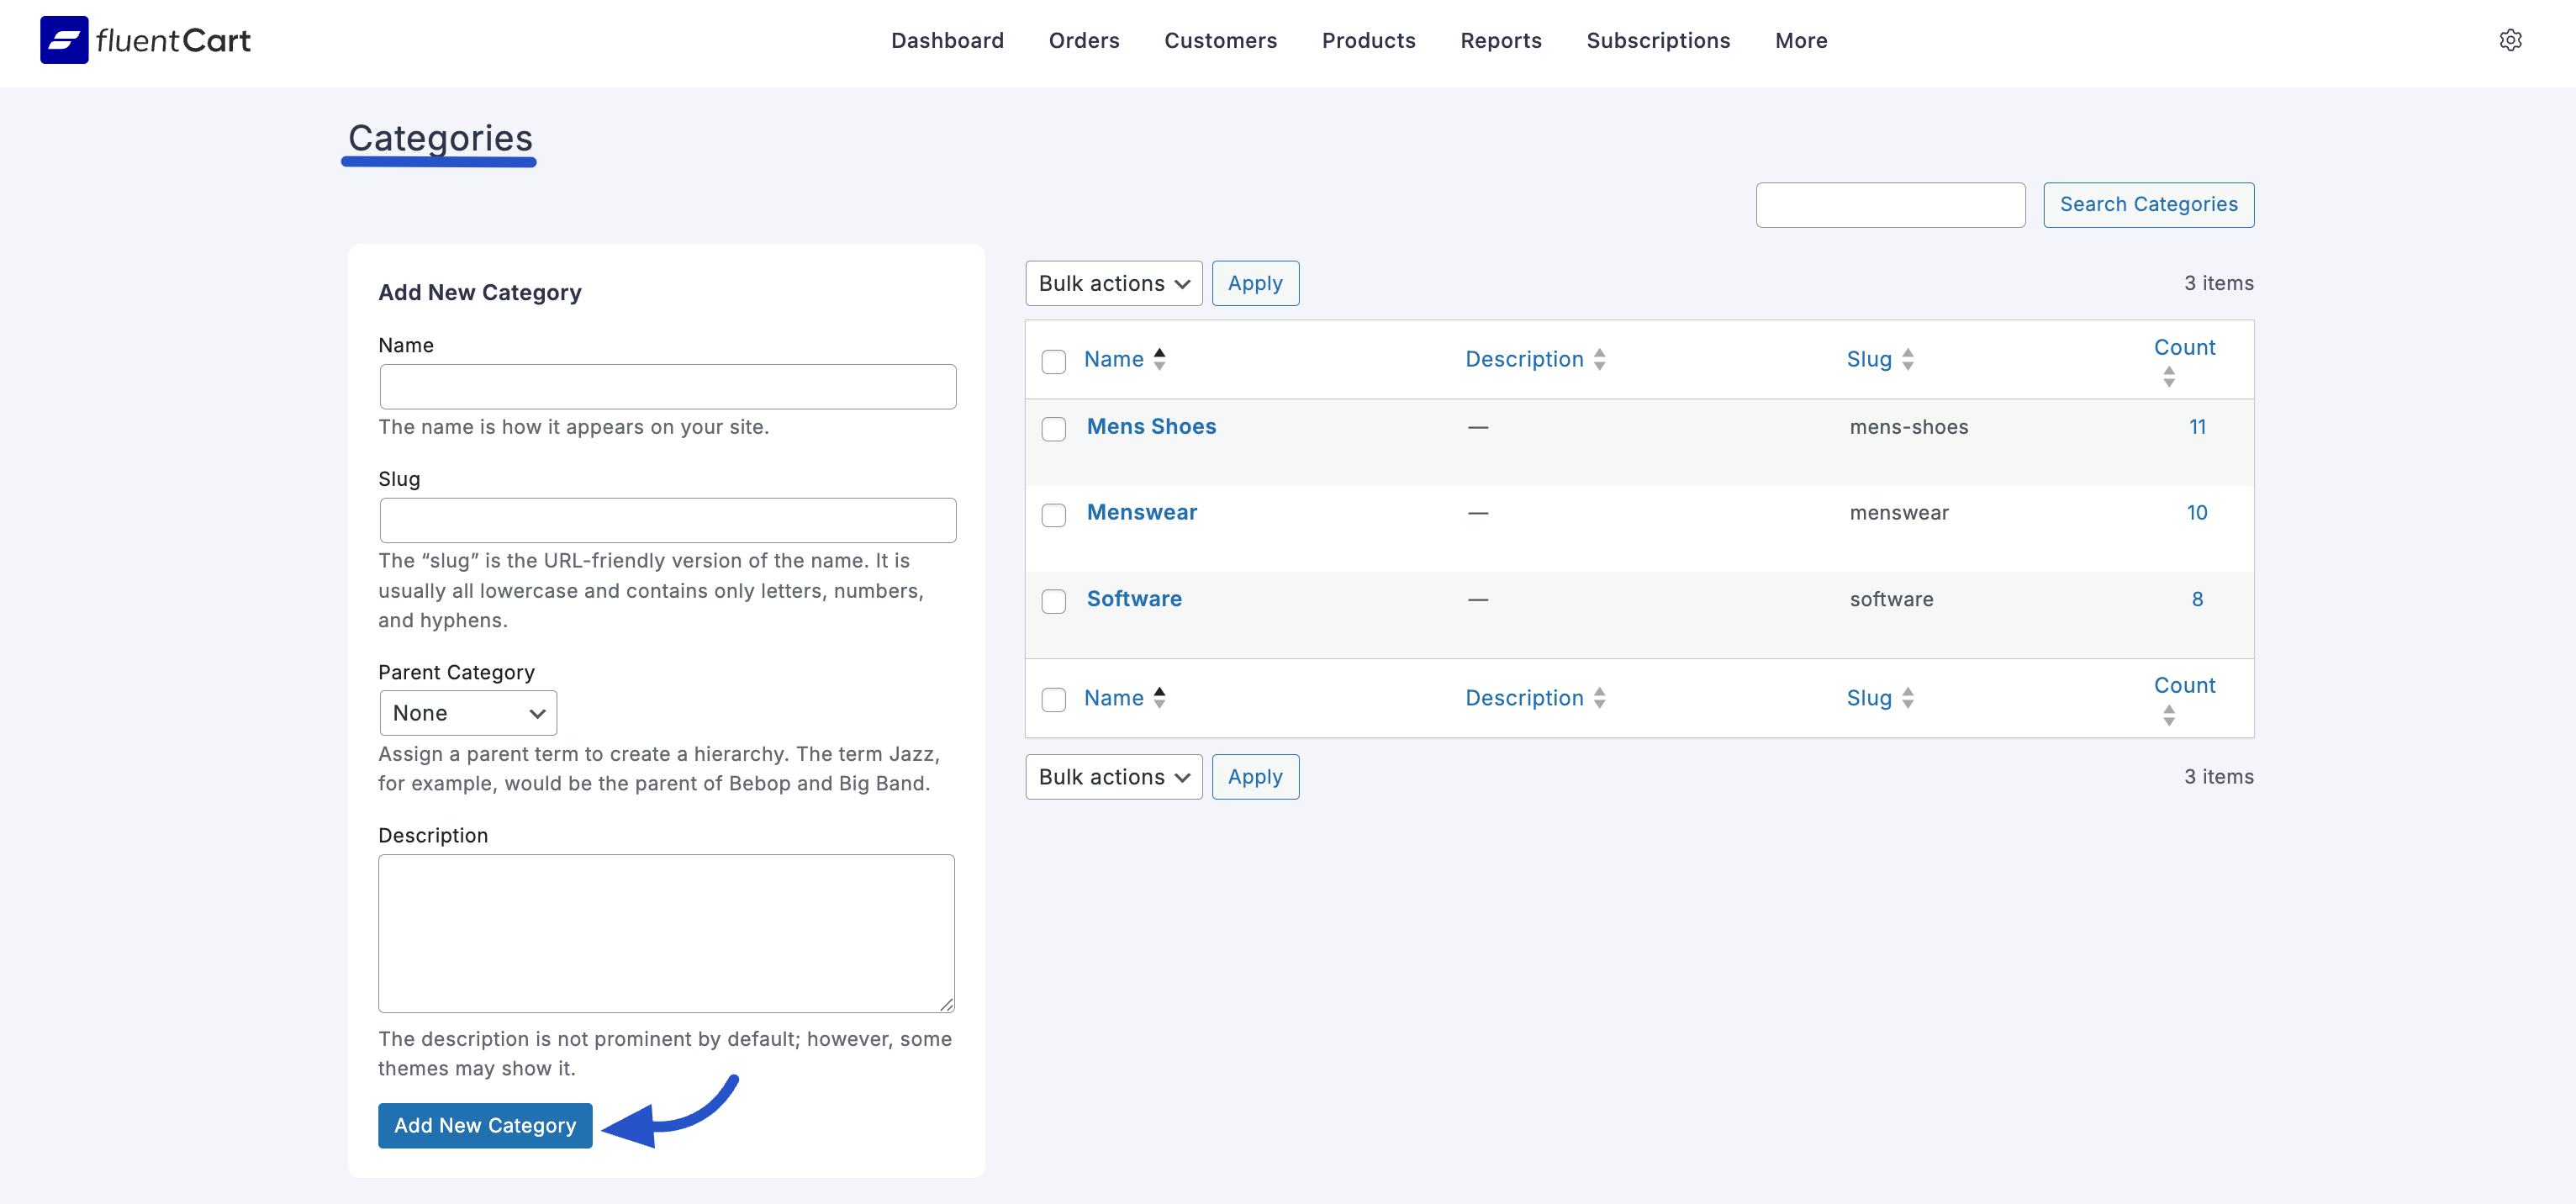 fluentCart
Dashboard Orders Customers Products Reports Subscriptions More
Categories
Search Categories
Add New Category
Name
The name is how it appears on your site.
Slug
The “slug” is the URL-friendly version of the name. It is
usually all lowercase and contains only letters, numbers,
and hyphens.
Parent Category
None
Assign a parent term to create a hierarchy. The term Jazz,
for example, would be the parent of Bebop and Big Band.
Description
The description is not prominent by default; however, some
themes may show it.
Add New Category
Bulk actions Apply 3 items
Name Description Slug Count
Mens Shoes — mens-shoes 11
Menswear — menswear 10
Software — software 8
Name Description Slug Count
Bulk actions Apply 3 items